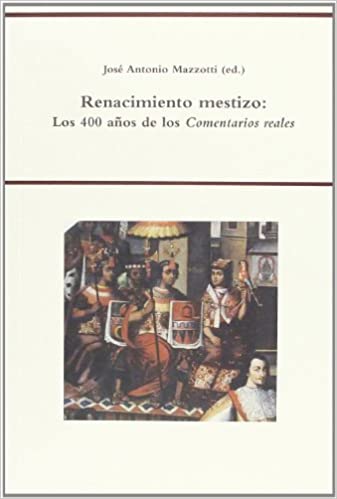 José Antonio Mazzotti (ed.)
Renacimiento mestizo:
Los 400 años de los Comentarios reales